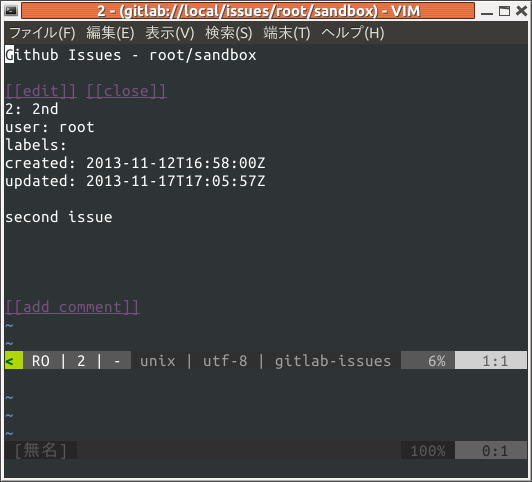 2 - (gitlab://local/issues/root/sandbox) - VIM
ファイル(F) 編集(E) 表示(V) 検索(S) 端末(T) ヘルプ(H)
Github Issues - root/sandbox
[[edit]] [[close]]
2: 2nd
user: root
labels:
created: 2013-11-12T16:58:00Z
updated: 2013-11-17T17:05:57Z
second issue
[[add comment]]
~
~
< RO | 2 | - unix | utf-8 | gitlab-issues 6% 1:1
~
~
~
[無名] 100% 0:1